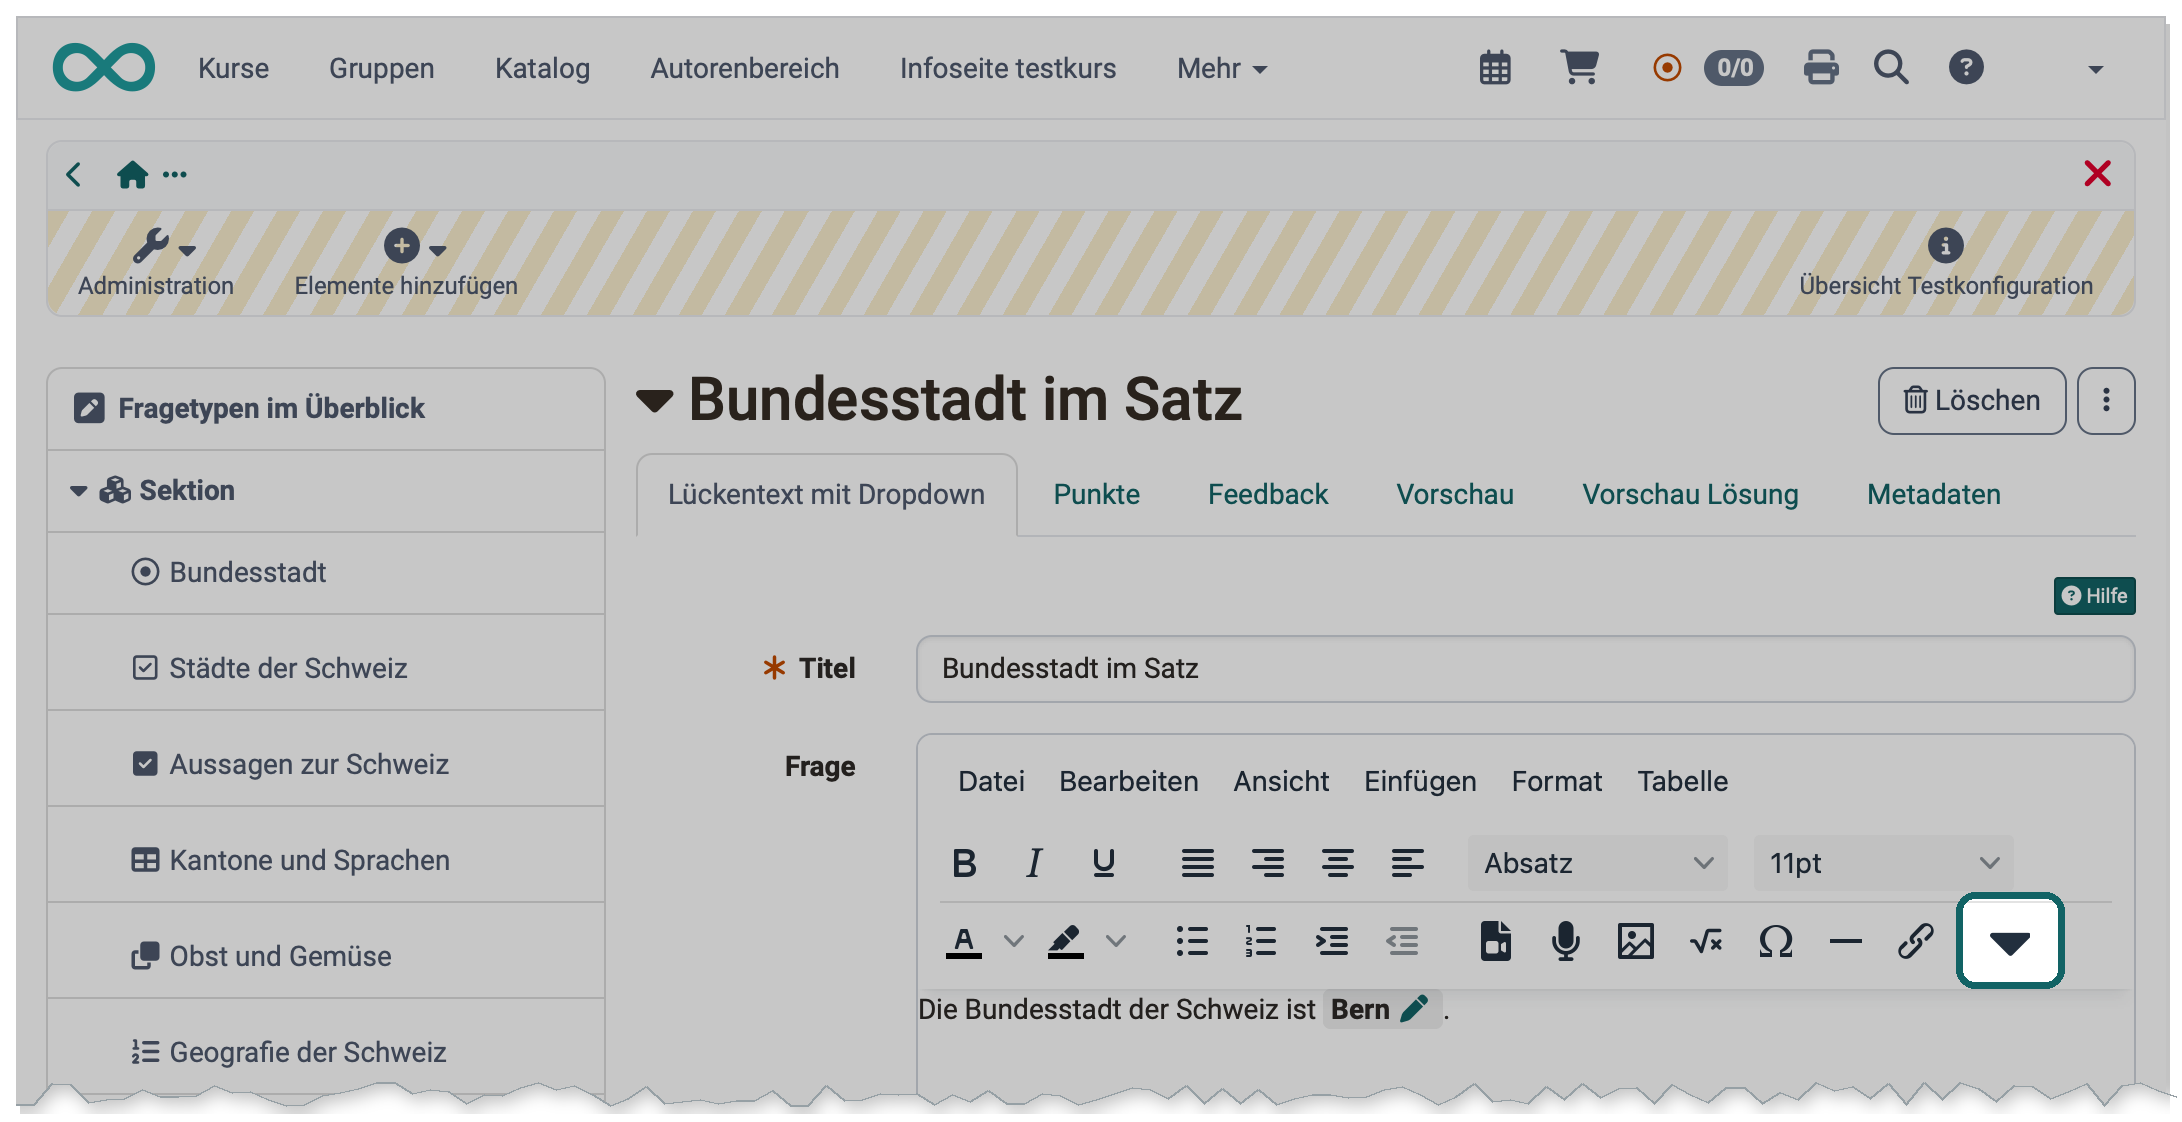 Kurse Gruppen Katalog Autorenbereich Infoseite testkurs Mehr 0/0
Administration Elemente hinzufügen Übersicht Testkonfiguration
Fragetypen im Überblick
Sektion
Bundesstadt
Städte der Schweiz
Aussagen zur Schweiz
Kantone und Sprachen
Obst und Gemüse
Geografie der Schweiz
Bundesstadt im Satz
Löschen
Lückentext mit Dropdown Punkte Feedback Vorschau Vorschau Lösung Metadaten
Hilfe
Titel Bundesstadt im Satz
Frage
Datei Bearbeiten Ansicht Einfügen Format Tabelle
Absatz 11pt
Die Bundesstadt der Schweiz ist Bern .